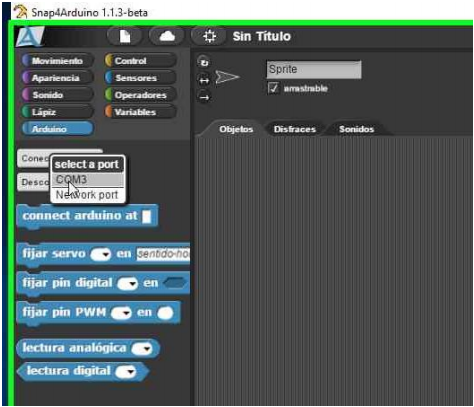 Snap4Arduino 1.1.3-beta
Sin Título
Movimiento
Control
Apariencia
Sensores
Sonido
Operadores
Lápiz
Variables
Arduino
Sprite
arrastrable
Objetos
Disfraces
Sonidos
select a port
COM3
Network port
connect arduino at
fijar servo en sentido-ho
fijar pin digital en
fijar pin PWM en
lectura analógica
lectura digital